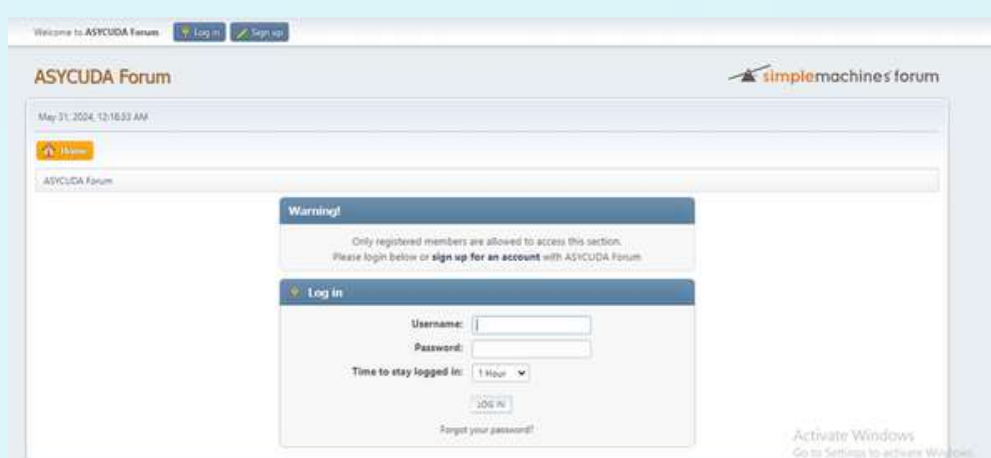 Welcome to ASYCUDA Forum Log in Sign up
ASYCUDA Forum
simplemachines forum
May 31, 2024, 12:16:33 AM
Home
ASYCUDA Forum
Warning!
Only registered members are allowed to access this section.
Please login below or sign up for an account with ASYCUDA Forum
Log in
Username:
Password:
Time to stay logged in: 1 Hour
LOG IN
Forgot your password?
Activate Windows
Go to Settings to activate Windows.